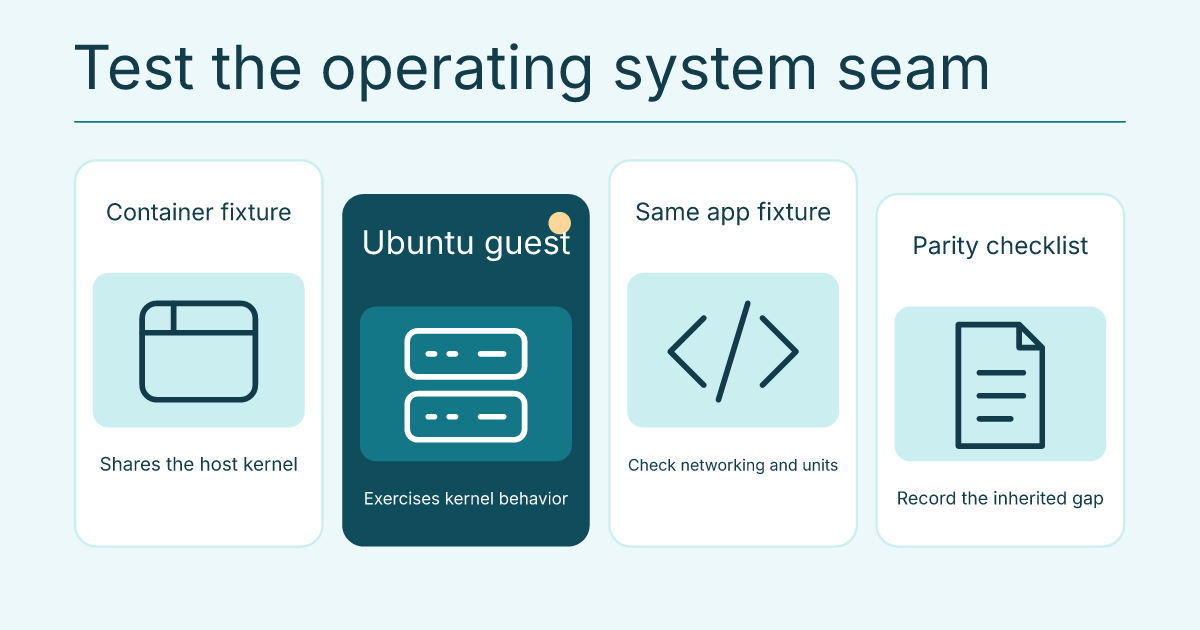 Test the operating system seam
Container fixture
Shares the host kernel
Ubuntu guest
Exercises kernel behavior
Same app fixture
Check networking and units
Parity checklist
Record the inherited gap